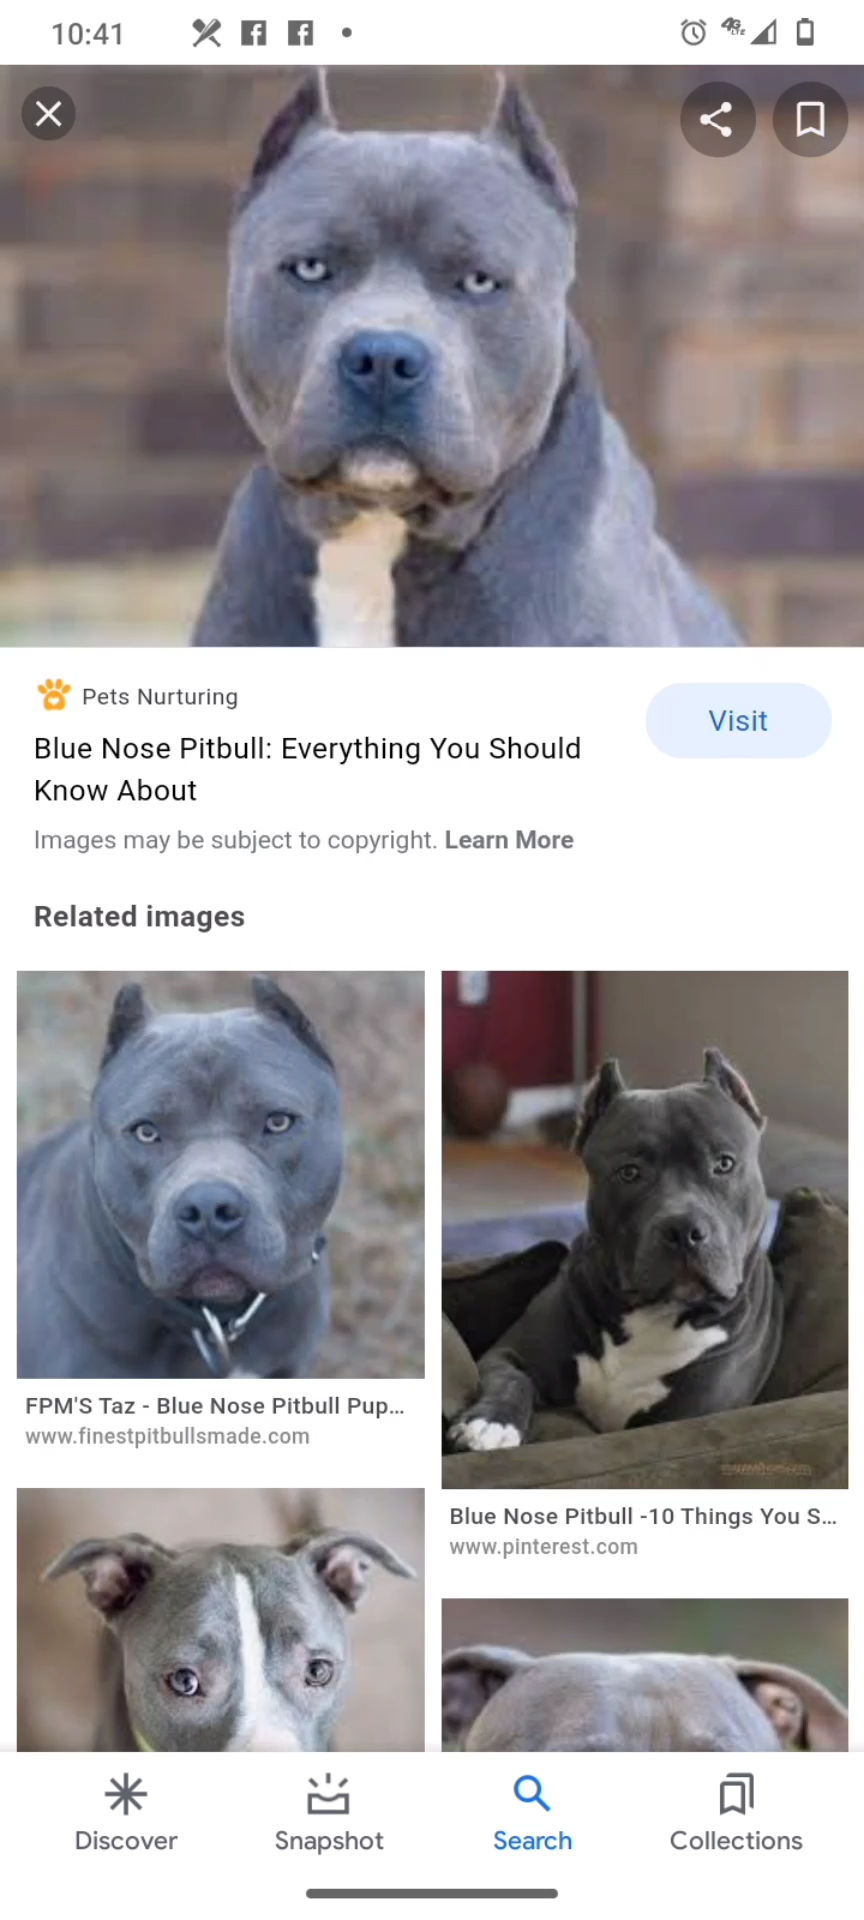 10:41
4G
LTE
Pets Nurturing
Visit
Blue Nose Pitbull: Everything You Should
Know About
Images may be subject to copyright. Learn More
Related images
FPM'S Taz - Blue Nose Pitbull Pup...
www.finestpitbullsmade.com
Blue Nose Pitbull -10 Things You S...
www.pinterest.com
Discover
Snapshot
Search
Collections